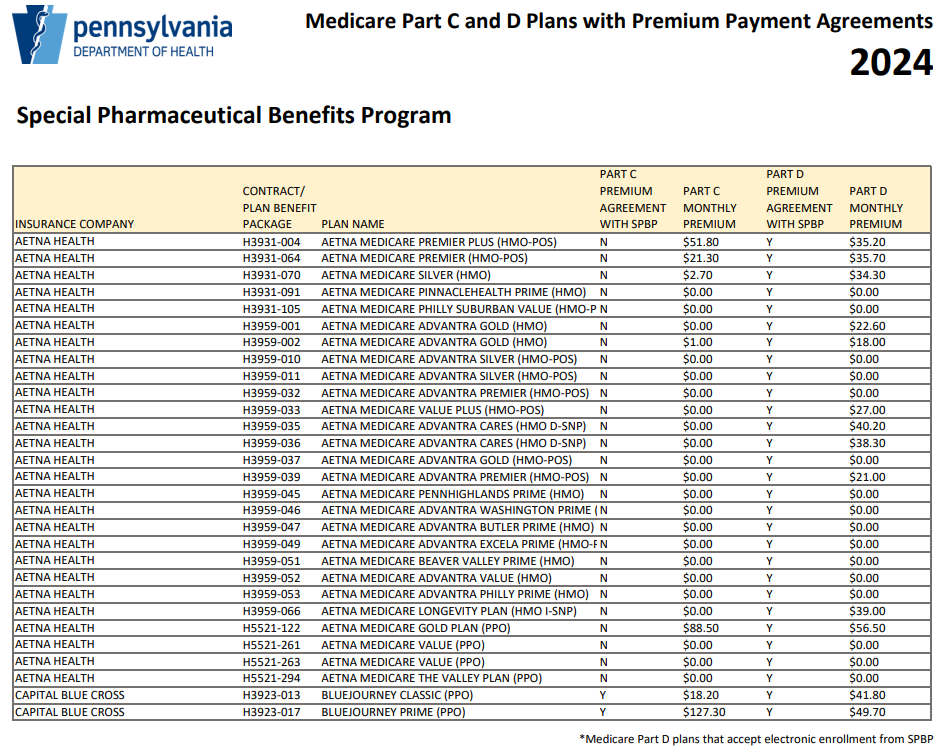 pennsylvania
DEPARTMENT OF HEALTH
Medicare Part C and D Plans with Premium Payment Agreements
2024
Special Pharmaceutical Benefits Program
INSURANCE COMPANY CONTRACT/ PLAN BENEFIT PACKAGE PLAN NAME PART C PREMIUM AGREEMENT WITH SPBP PART C MONTHLY PREMIUM PART D PREMIUM AGREEMENT WITH SPBP PART D MONTHLY PREMIUM
AETNA HEALTH H3931-004 AETNA MEDICARE PREMIER PLUS (HMO-POS) N $51.80 Y $35.20
AETNA HEALTH H3931-064 AETNA MEDICARE PREMIER (HMO-POS) N $21.30 Y $35.70
AETNA HEALTH H3931-070 AETNA MEDICARE SILVER (HMO) N $2.70 Y $34.30
AETNA HEALTH H3931-091 AETNA MEDICARE PINNACLEHEALTH PRIME (HMO) N $0.00 Y $0.00
AETNA HEALTH H3931-105 AETNA MEDICARE PHILLY SUBURBAN VALUE (HMO-P N $0.00 Y $0.00
AETNA HEALTH H3959-001 AETNA MEDICARE ADVANTRA GOLD (HMO) N $0.00 Y $22.60
AETNA HEALTH H3959-002 AETNA MEDICARE ADVANTRA GOLD (HMO) N $1.00 Y $18.00
AETNA HEALTH H3959-010 AETNA MEDICARE ADVANTRA SILVER (HMO-POS) N $0.00 Y $0.00
AETNA HEALTH H3959-011 AETNA MEDICARE ADVANTRA SILVER (HMO-POS) N $0.00 Y $0.00
AETNA HEALTH H3959-032 AETNA MEDICARE ADVANTRA PREMIER (HMO-POS) N $0.00 Y $0.00
AETNA HEALTH H3959-033 AETNA MEDICARE VALUE PLUS (HMO-POS) N $0.00 Y $27.00
AETNA HEALTH H3959-035 AETNA MEDICARE ADVANTRA CARES (HMO D-SNP) N $0.00 Y $40.20
AETNA HEALTH H3959-036 AETNA MEDICARE ADVANTRA CARES (HMO D-SNP) N $0.00 Y $38.30
AETNA HEALTH H3959-037 AETNA MEDICARE ADVANTRA GOLD (HMO-POS) N $0.00 Y $0.00
AETNA HEALTH H3959-039 AETNA MEDICARE ADVANTRA PREMIER (HMO-POS) N $0.00 Y $21.00
AETNA HEALTH H3959-045 AETNA MEDICARE PENNHIGHLANDS PRIME (HMO) N $0.00 Y $0.00
AETNA HEALTH H3959-046 AETNA MEDICARE ADVANTRA WASHINGTON PRIME ( N $0.00 Y $0.00
AETNA HEALTH H3959-047 AETNA MEDICARE ADVANTRA BUTLER PRIME (HMO) N $0.00 Y $0.00
AETNA HEALTH H3959-049 AETNA MEDICARE ADVANTRA EXCELA PRIME (HMO-P N $0.00 Y $0.00
AETNA HEALTH H3959-051 AETNA MEDICARE BEAVER VALLEY PRIME (HMO) N $0.00 Y $0.00
AETNA HEALTH H3959-052 AETNA MEDICARE ADVANTRA VALUE (HMO) N $0.00 Y $0.00
AETNA HEALTH H3959-053 AETNA MEDICARE ADVANTRA PHILLY PRIME (HMO) N $0.00 Y $0.00
AETNA HEALTH H3959-066 AETNA MEDICARE LONGEVITY PLAN (HMO I-SNP) N $0.00 Y $39.00
AETNA HEALTH H5521-122 AETNA MEDICARE GOLD PLAN (PPO) N $88.50 Y $56.50
AETNA HEALTH H5521-261 AETNA MEDICARE VALUE (PPO) N $0.00 Y $0.00
AETNA HEALTH H5521-263 AETNA MEDICARE VALUE (PPO) N $0.00 Y $0.00
AETNA HEALTH H5521-294 AETNA MEDICARE THE VALLEY PLAN (PPO) N $0.00 Y $0.00
CAPITAL BLUE CROSS H3923-013 BLUEJOURNEY CLASSIC (PPO) Y $18.20 Y $41.80
CAPITAL BLUE CROSS H3923-017 BLUEJOURNEY PRIME (PPO) Y $127.30 Y $49.70
*Medicare Part D plans that accept electronic enrollment from SPBP